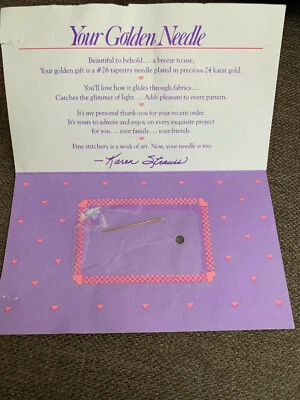 Your Golden Needle
Beautiful to behold . . . a breeze to use,
Your golden gift is a #26 tapestry needle plated in precious 24 karat gold.
You'll love how it glides through fabrics . . .
Catches the glimmer of light . . . Adds pleasure to every pattern.
It's my personal thank-you for your recent order.
It's yours to admire and enjoy on every exquisite project
for you . . . your family . . . your friends.
Fine stitchery is a work of art. Now, your needle is too.
—Karen Strauss